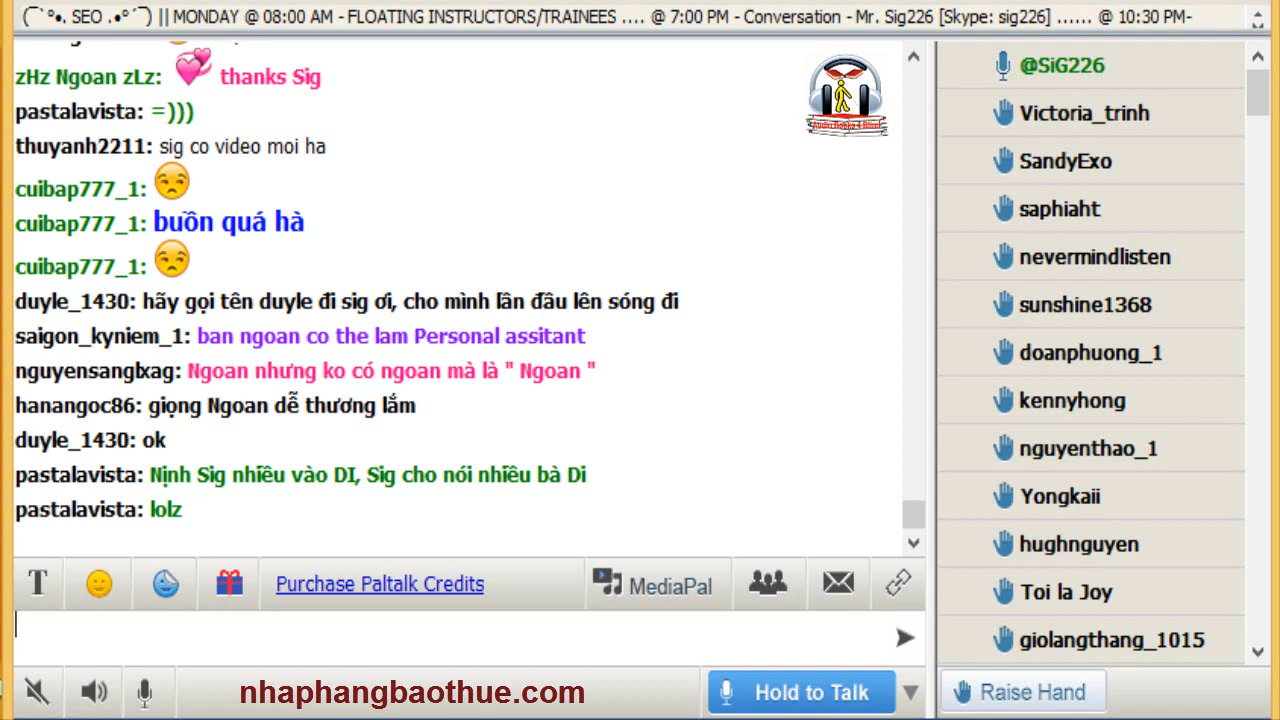 (¯`°•. SEO .•°´¯) || MONDAY @ 08:00 AM - FLOATING INSTRUCTORS/TRAINEES .... @ 7:00 PM - Conversation - Mr. Sig226 [Skype: sig226] ...... @ 10:30 PM-
zHz Ngoan zLz: thanks Sig
pastalavista: =)))
thuyanh2211: sig co video moi ha
cuibap777_1:
cuibap777_1: buồn quá hà
cuibap777_1:
duyle_1430: hãy gọi tên duyle đi sig ơi, cho mình lần đầu lên sóng đi
saigon_kyniem_1: ban ngoan co the lam Personal assitant
nguyensanglxag: Ngoan nhưng ko có ngoan mà là " Ngoan "
hanangoc86: giọng Ngoan dễ thương lắm
duyle_1430: ok
pastalavista: Nịnh Sig nhiều vào DI, Sig cho nói nhiều bà Di
pastalavista: lolz
T
Purchase Paltalk Credits
MediaPal
nhaphangbaothue.com
Hold to Talk
@SiG226
Victoria_trinh
SandyExo
saphiaht
nevermindlisten
sunshine1368
doanphuong_1
kennyhong
nguyenthao_1
Yongkaii
hughnguyen
Toi la Joy
giolangthang_1015
Raise Hand